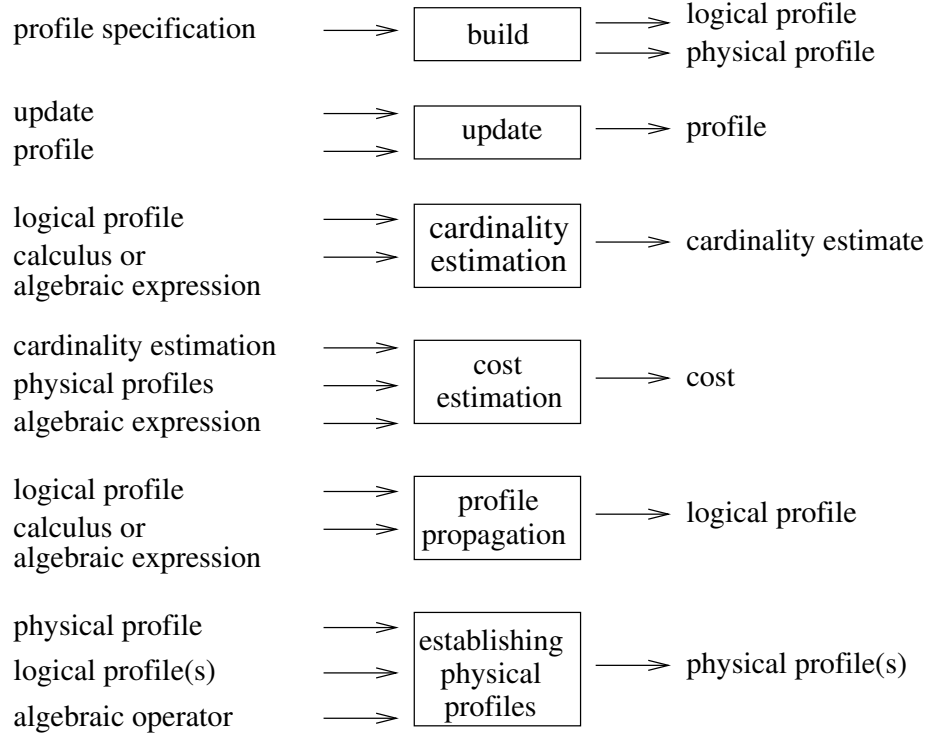 profile specification
build
logical profile
physical profile
update
profile
update
profile
logical profile
calculus or
algebraic expression
cardinality
estimation
cardinality estimate
cardinality estimation
physical profiles
algebraic expression
cost
estimation
cost
logical profile
calculus or
algebraic expression
profile
propagation
logical profile
physical profile
logical profile(s)
algebraic operator
establishing
physical
profiles
physical profile(s)